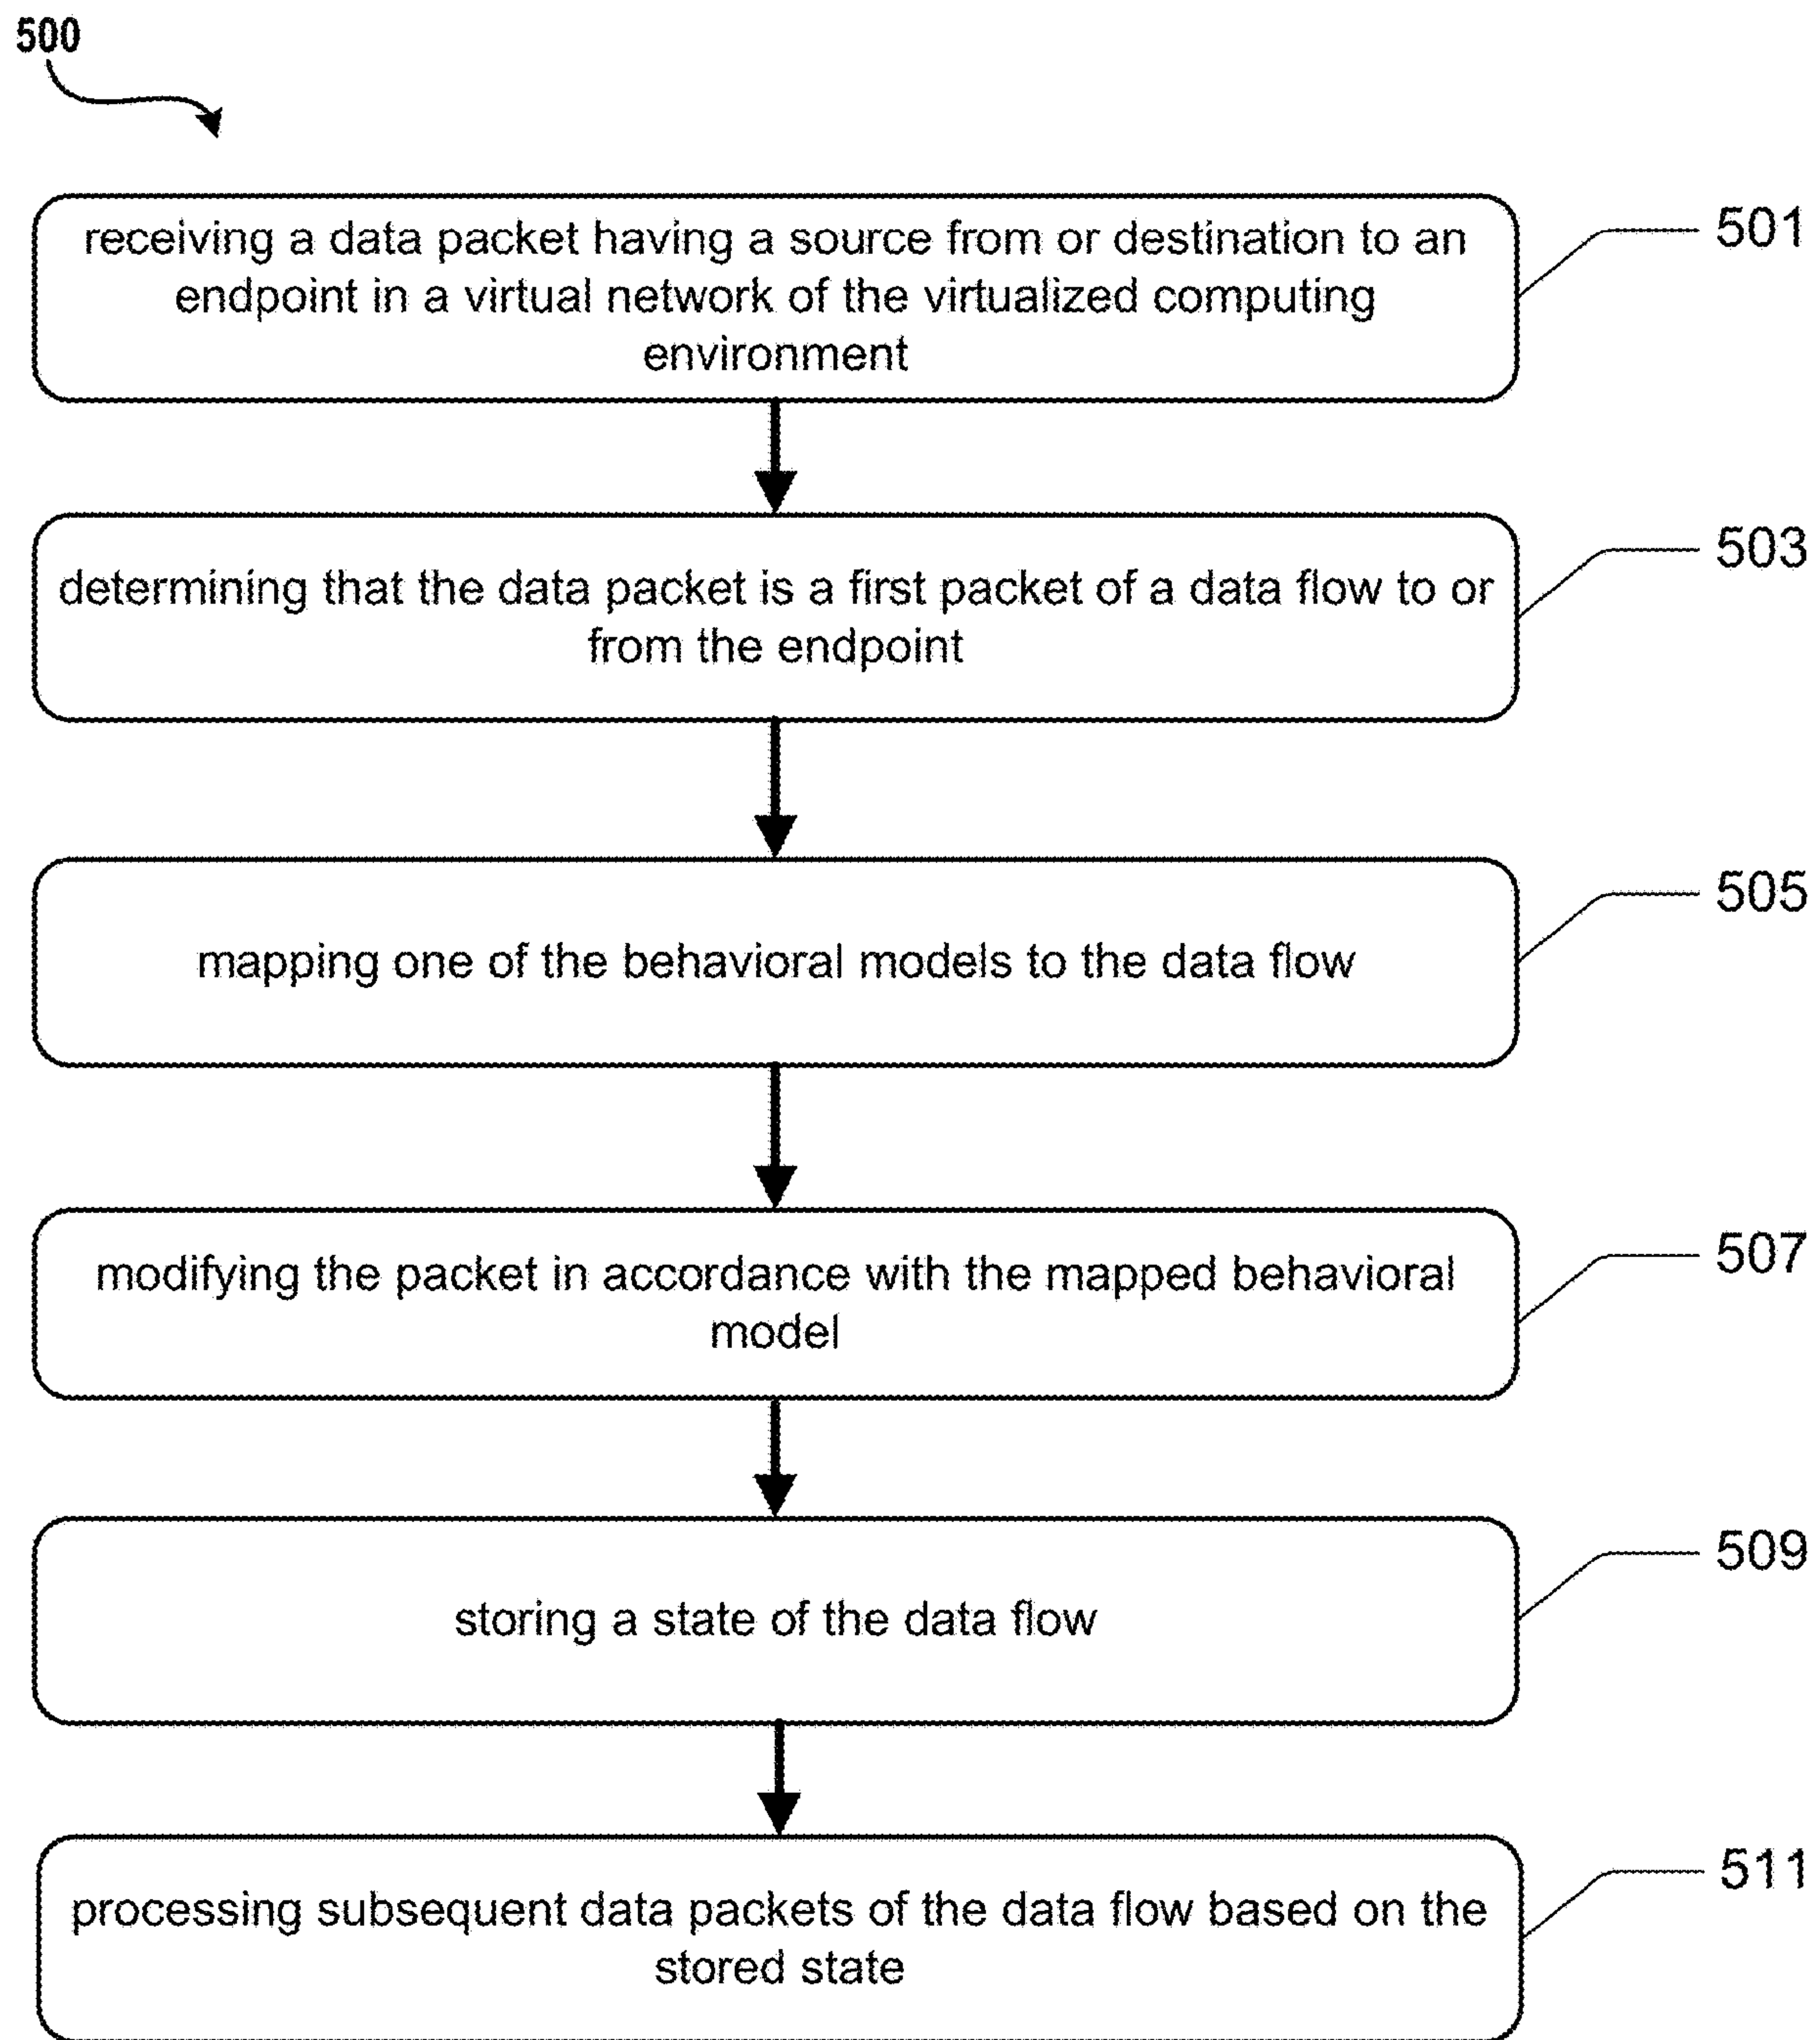 500
receiving a data packet having a source from or destination to an
endpoint in a virtual network of the virtualized computing
environment
501
determining that the data packet is a first packet of a data flow to or
from the endpoint
503
mapping one of the behavioral models to the data flow
505
modifying the packet in accordance with the mapped behavioral
model
507
storing a state of the data flow
509
processing subsequent data packets of the data flow based on the
stored state
511